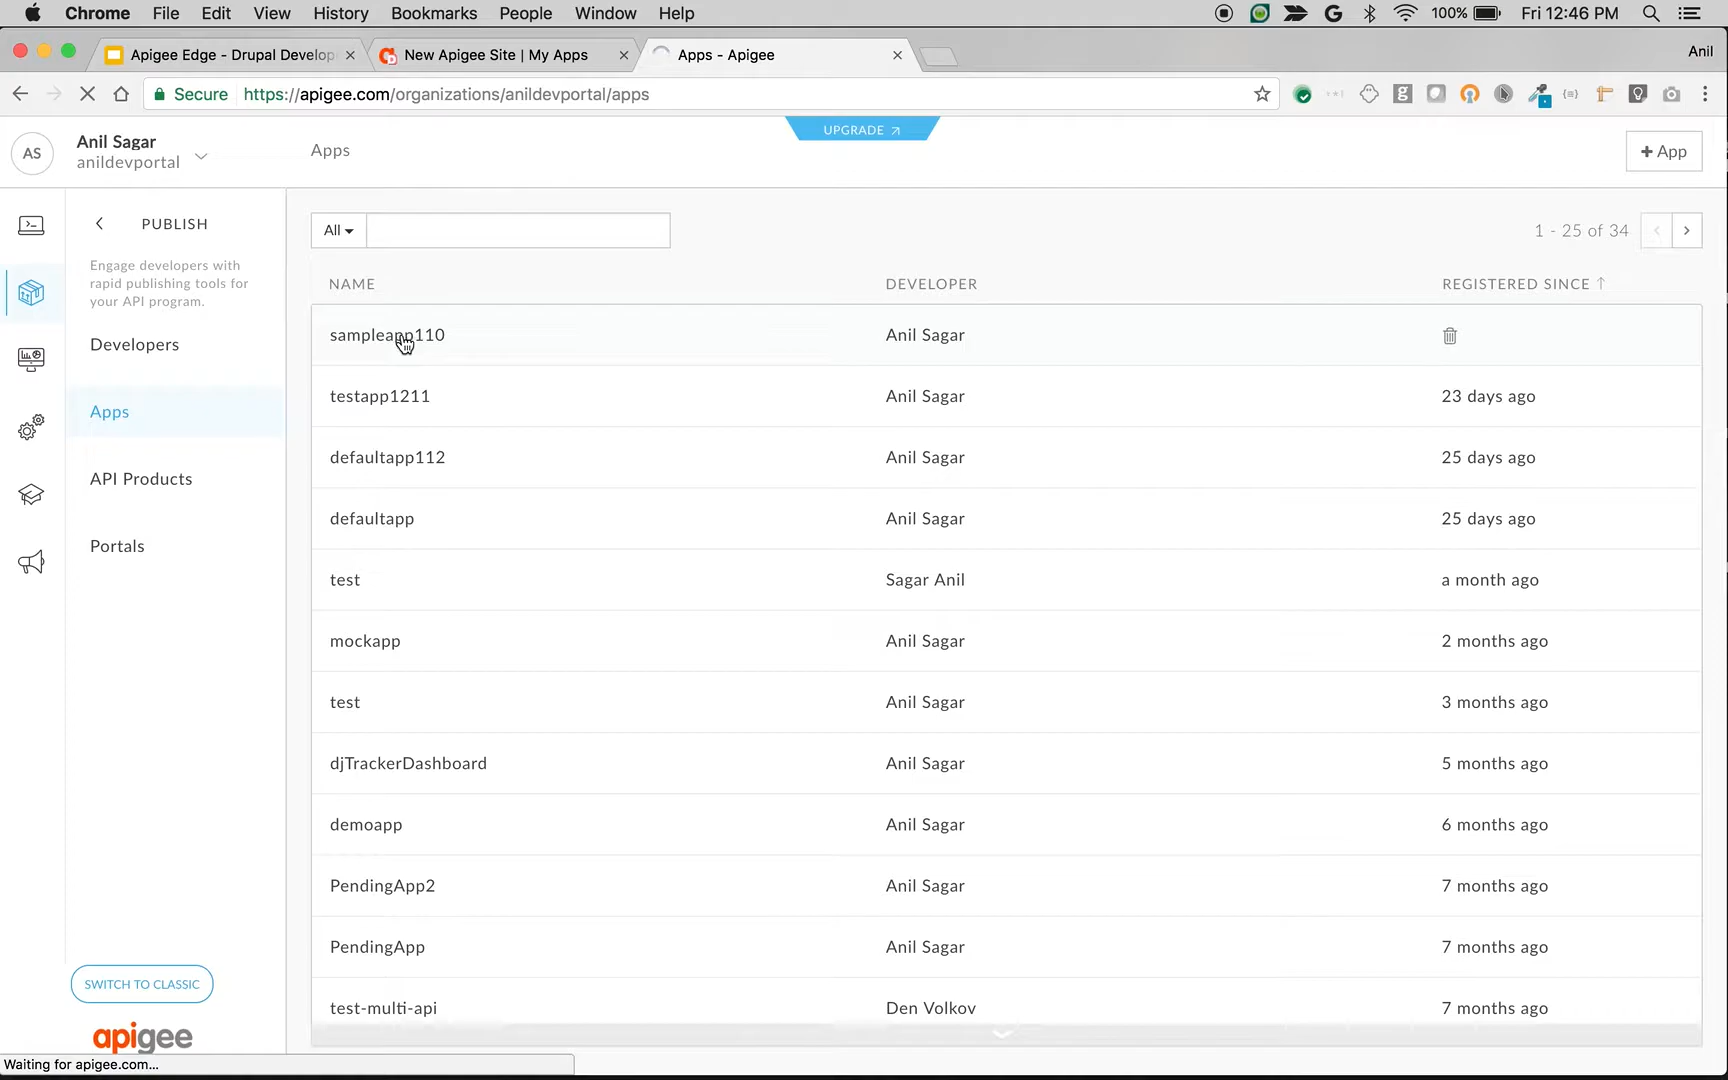 Chrome File Edit View History Bookmarks People Window Help 100% Fri 12:46 PM
Apigee Edge - Drupal Develop New Apigee Site | My Apps Apps - Apigee Anil
Secure https://apigee.com/organizations/anildevportal/apps
AS Anil Sagar
anildevportal
Apps
UPGRADE
+ App
PUBLISH
Engage developers with
rapid publishing tools for
your API program.
Developers
Apps
API Products
Portals
SWITCH TO CLASSIC
apigee
All
1 - 25 of 34
NAME DEVELOPER REGISTERED SINCE ↑
sampleapp110 Anil Sagar
testapp1211 Anil Sagar 23 days ago
defaultapp112 Anil Sagar 25 days ago
defaultapp Anil Sagar 25 days ago
test Sagar Anil a month ago
mockapp Anil Sagar 2 months ago
test Anil Sagar 3 months ago
djTrackerDashboard Anil Sagar 5 months ago
demoapp Anil Sagar 6 months ago
PendingApp2 Anil Sagar 7 months ago
PendingApp Anil Sagar 7 months ago
test-multi-api Den Volkov 7 months ago
Waiting for apigee.com...